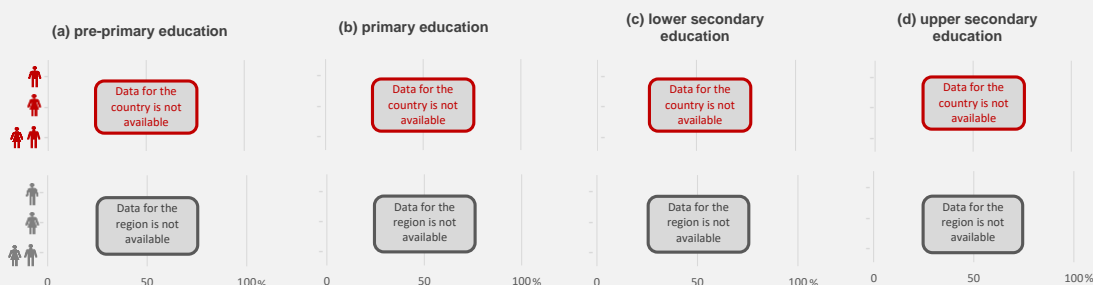 (a) pre-primary education
(b) primary education
(c) lower secondary
education
(d) upper secondary
education
Data for the
country is not
available
Data for the
country is not
available
Data for the
country is not
available
Data for the
country is not
available
Data for the
region is not
available
Data for the
region is not
available
Data for the
region is not
available
Data for the
region is not
available
0 50 100%
0 50 100%
0 50 100%
0 50 100%